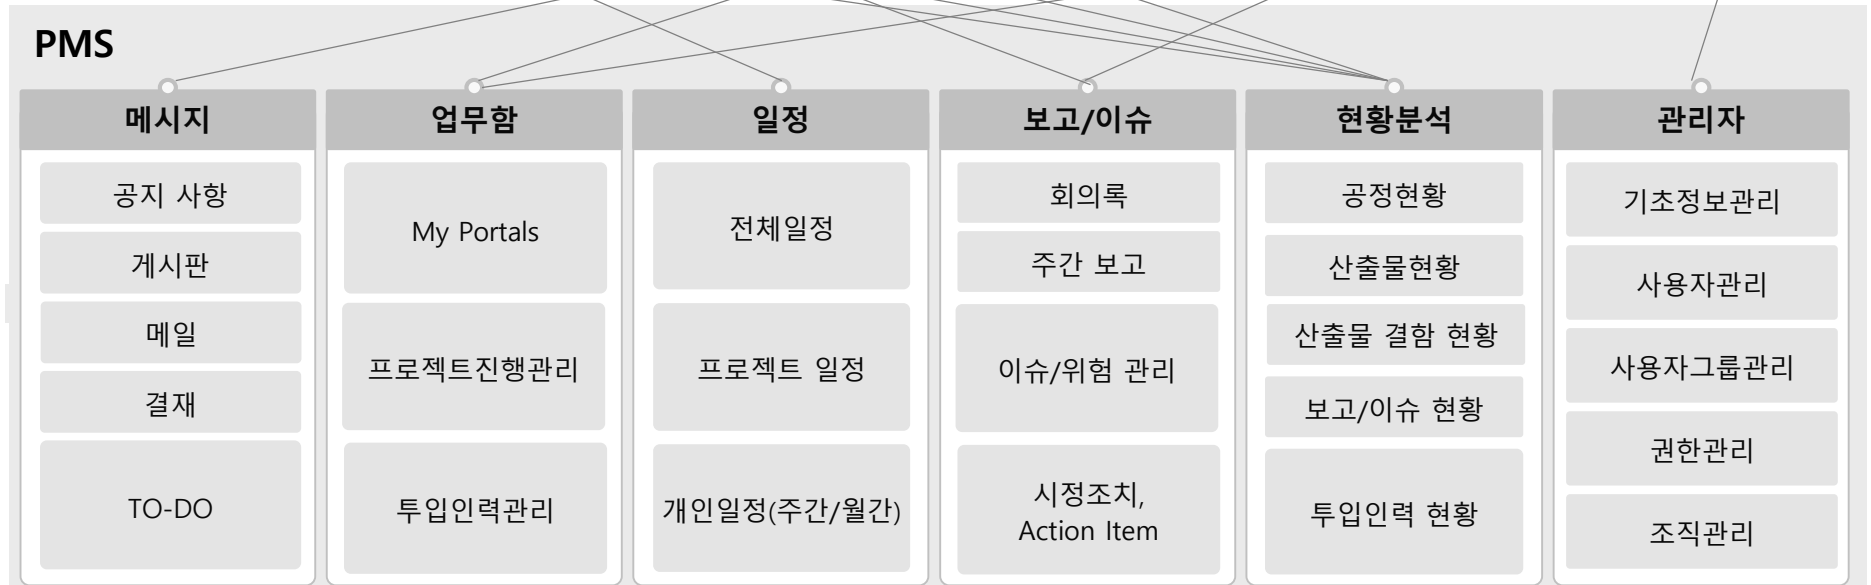 PMS
메시지
공지 사항
게시판
메일
결재
TO-DO
업무함
My Portals
프로젝트진행관리
투입인력관리
일정
전체일정
프로젝트 일정
개인일정(주간/월간)
보고/이슈
회의록
주간 보고
이슈/위험 관리
시정조치,
Action Item
현황분석
공정현황
산출물현황
산출물 결함 현황
보고/이슈 현황
투입인력 현황
관리자
기초정보관리
사용자관리
사용자그룹관리
권한관리
조직관리